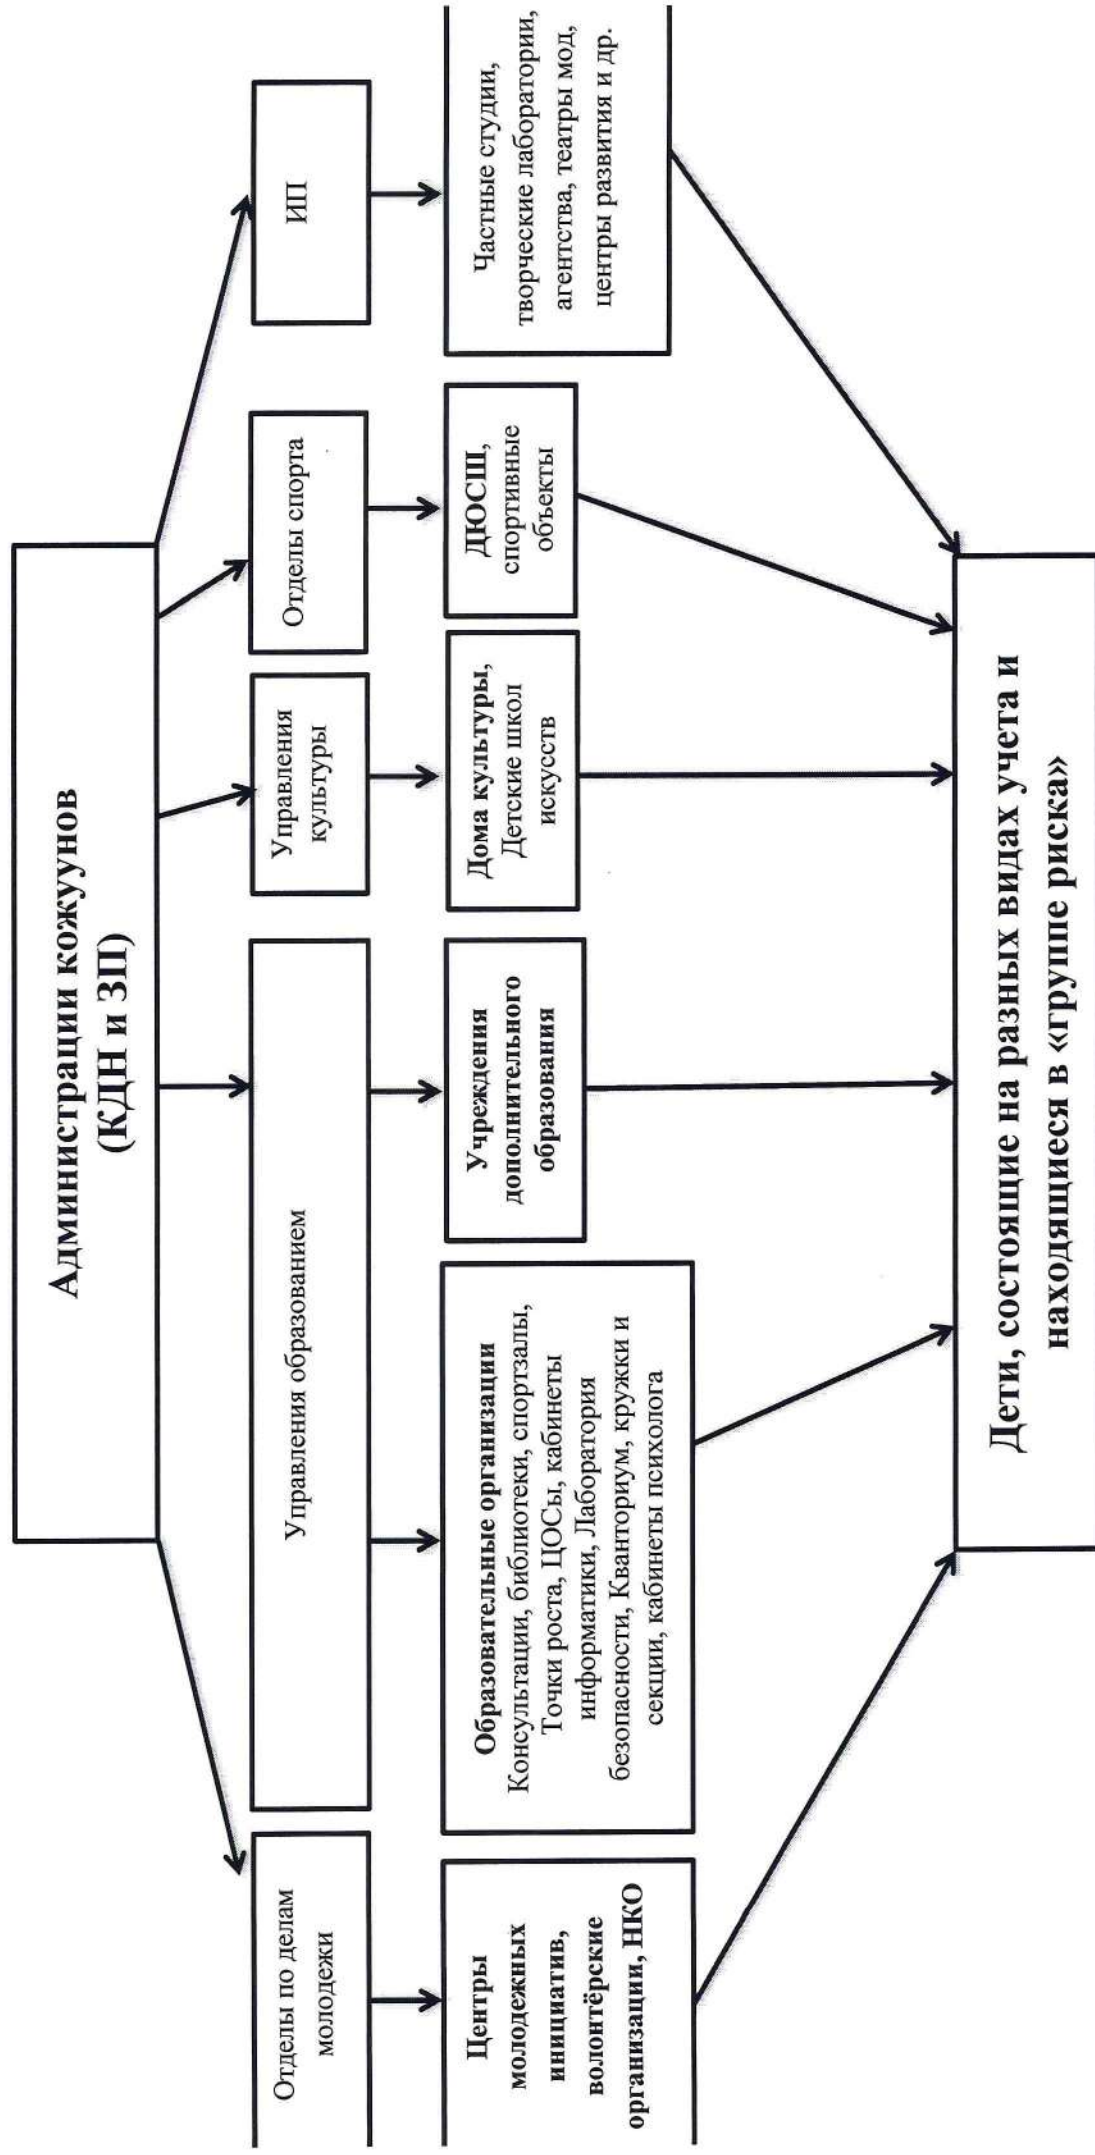 Администрации кожуунов
(КДН и ЗП)
Отделы по делам
молодежи
Управления образованием
Управления
культуры
Отделы спорта
ИП
Центры
молодежных
инициатив,
волонтёрские
организации, НКО
Образовательные организации
Консультации, библиотеки, спортзалы,
Точки роста, ЦОСы, кабинеты
информатики, Лаборатория
безопасности, Кванториум, кружки и
секции, кабинеты психолога
Учреждения
дополнительного
образования
Дома культуры,
Детские школ
искусств
ДЮСШ,
спортивные
объекты
Частные студии,
творческие лаборатории,
агентства, театры мод,
центры развития и др.
Дети, состоящие на разных видах учета и
находящиеся в «группе риска»